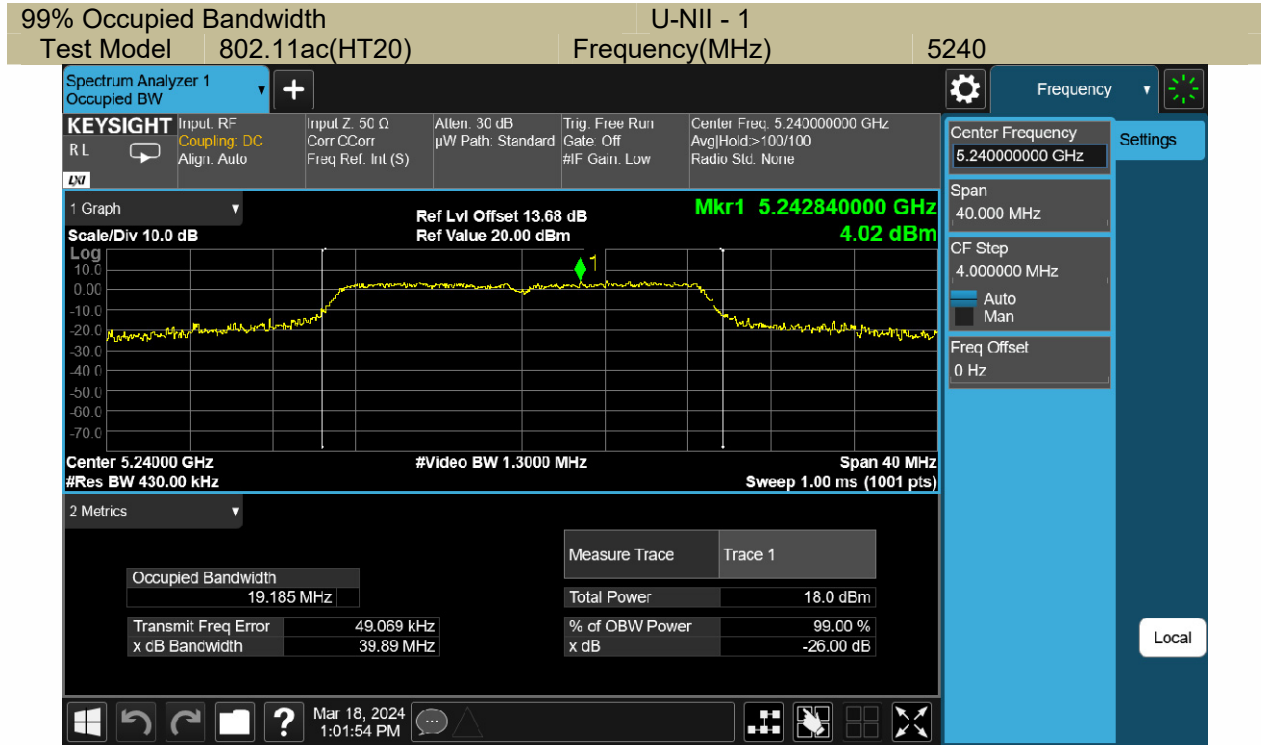 99% Occupied Bandwidth U-NII - 1
Test Model 802.11ac(HT20) Frequency(MHz) 5240
Spectrum Analyzer 1
Occupied BW
Frequency
KEYSIGHT
R L
LXI
Input: RF
Coupling: DC
Align: Auto
Input Z: 50 Ω
Corr CCorr
Freq Ref: Int (S)
Atten: 30 dB
µW Path: Standard
Trig: Free Run
Gate: Off
#IF Gain: Low
Center Freq: 5.240000000 GHz
Avg|Hold:>100/100
Radio Std: None
Center Frequency
5.240000000 GHz
Settings
Span
40.000 MHz
CF Step
4.000000 MHz
Auto
Man
Freq Offset
0 Hz
Local
1 Graph
Scale/Div 10.0 dB
Ref Lvl Offset 13.68 dB
Ref Value 20.00 dBm
Mkr1 5.242840000 GHz
4.02 dBm
Log
10.0
0.00
-10.0
-20.0
-30.0
-40.0
-50.0
-60.0
-70.0
1
Center 5.24000 GHz #Video BW 1.3000 MHz Span 40 MHz
#Res BW 430.00 kHz Sweep 1.00 ms (1001 pts)
2 Metrics
Measure Trace Trace 1
Occupied Bandwidth
19.185 MHz
Total Power 18.0 dBm
Transmit Freq Error 49.069 kHz % of OBW Power 99.00 %
x dB Bandwidth 39.89 MHz x dB -26.00 dB
?
Mar 18, 2024
1:01:54 PM